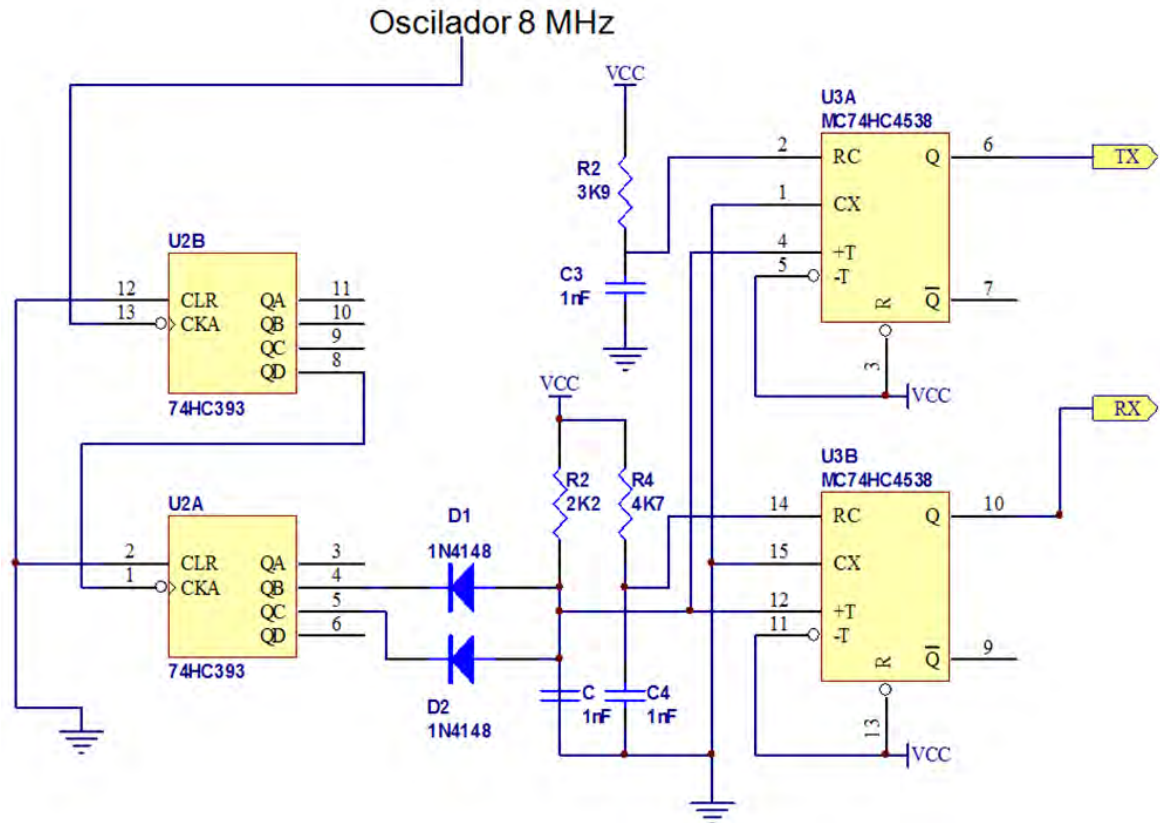 Oscilador 8 MHz
VCC
R2
3K9
C3
1nF
U3A
MC74HC4538
2
RC
Q
6
TX
1
CX
4
+T
5
-T
R
Q
7
3
VCC
U2B
12
CLR
QA
11
13
CKA
QB
10
QC
9
QD
8
74HC393
VCC
R2
2K2
R4
4K7
RX
U3B
MC74HC4538
14
RC
Q
10
15
CX
12
+T
11
-T
R
Q
9
13
VCC
U2A
2
CLR
QA
3
1
CKA
QB
4
QC
5
QD
6
74HC393
D1
1N4148
D2
1N4148
C
1nF
C4
1nF